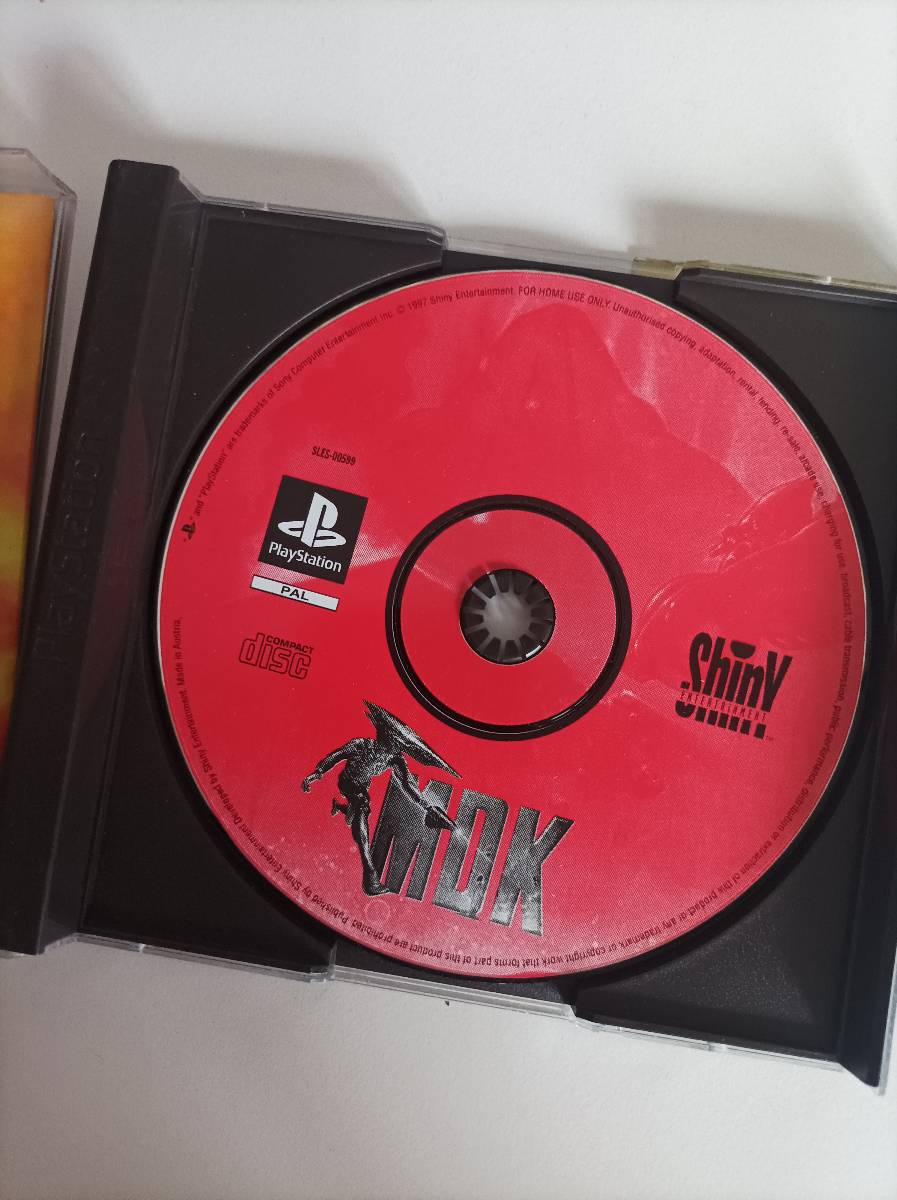 PlayStation
"PS" and "PlayStation" are trademarks of Sony Computer Entertainment Inc. © 1997 Shiny Entertainment. FOR HOME USE ONLY. Unauthorised copying, adaptation, rental, lending, re-sale, arcade use, charging for use, broadcast, cable transmission, public performance, distribution or extraction of this product or any trademark or copyright work that forms part of this product are prohibited. Published by Shiny Entertainment Developed by Shiny Entertainment. Made in Austria.
SLES-00599
PlayStation
PAL
COMPACT
disc
Shiny
ENTERTAINMENT
TM
MDK